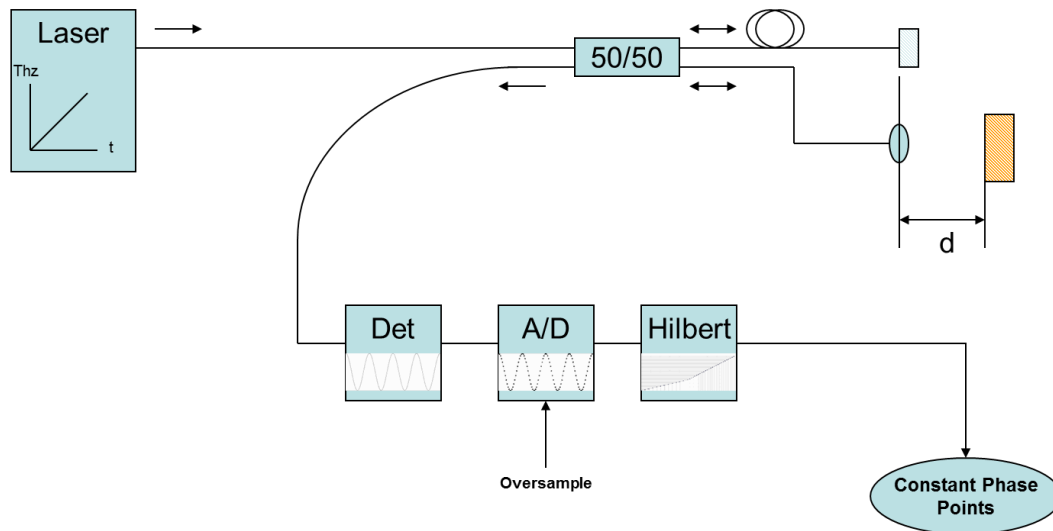 Laser
Thz
t
50/50
d
Det
A/D
Hilbert
Oversample
Constant Phase
Points